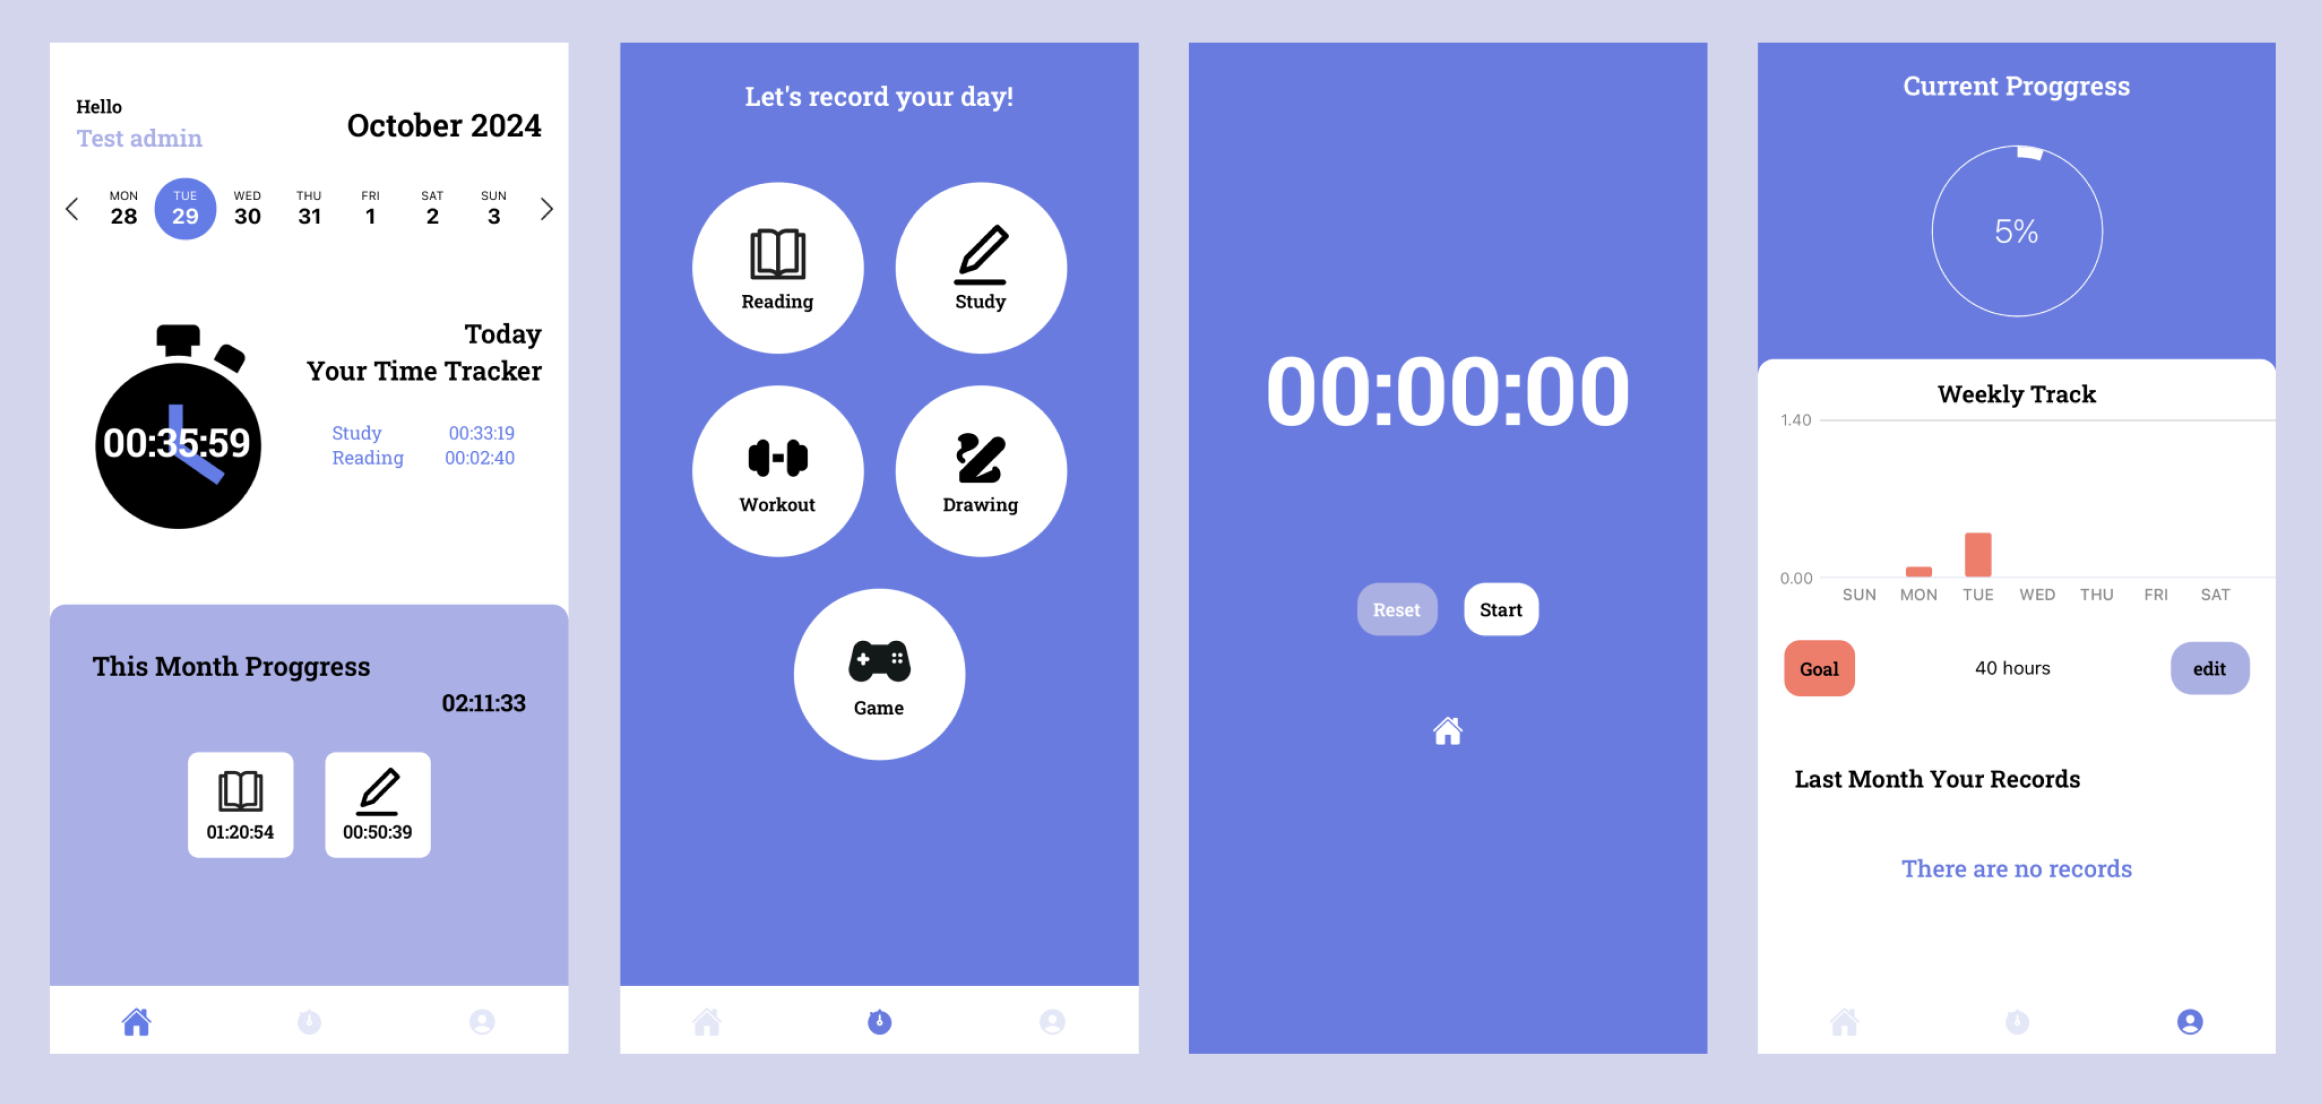 Hello
Test admin
October 2024
MON TUE WED THU FRI SAT SUN
28 29 30 31 1 2 3
Today
Your Time Tracker
00:35:59
Study 00:33:19
Reading 00:02:40
This Month Proggress
02:11:33
01:20:54 00:50:39
Let's record your day!
Reading Study
Workout Drawing
Game
00:00:00
Reset Start
Current Proggress
5%
Weekly Track
1.40
0.00
SUN MON TUE WED THU FRI SAT
Goal 40 hours edit
Last Month Your Records
There are no records